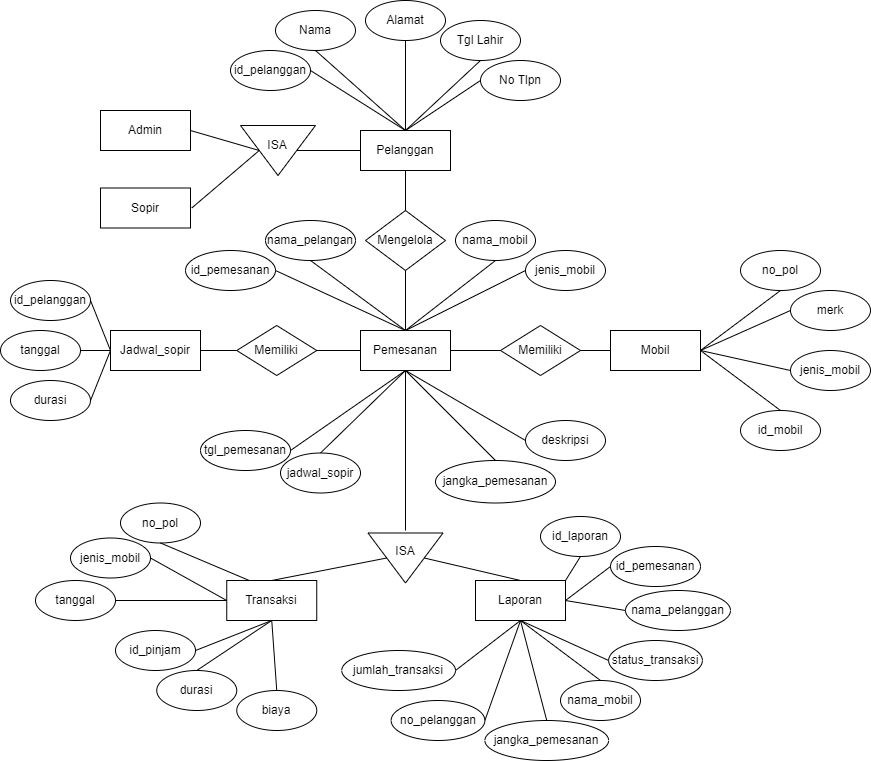 Alamat
Nama
Tgl Lahir
id_pelanggan
No Tlpn
Admin
ISA
Pelanggan
Sopir
nama_pelangan
Mengelola
nama_mobil
id_pemesanan
jenis_mobil
no_pol
id_pelanggan
merk
tanggal
Jadwal_sopir
Memiliki
Pemesanan
Memiliki
Mobil
jenis_mobil
durasi
id_mobil
tgl_pemesanan
deskripsi
jadwal_sopir
jangka_pemesanan
no_pol
id_laporan
jenis_mobil
ISA
id_pemesanan
tanggal
Transaksi
Laporan
nama_pelanggan
id_pinjam
jumlah_transaksi
status_transaksi
durasi
nama_mobil
biaya
no_pelanggan
jangka_pemesanan